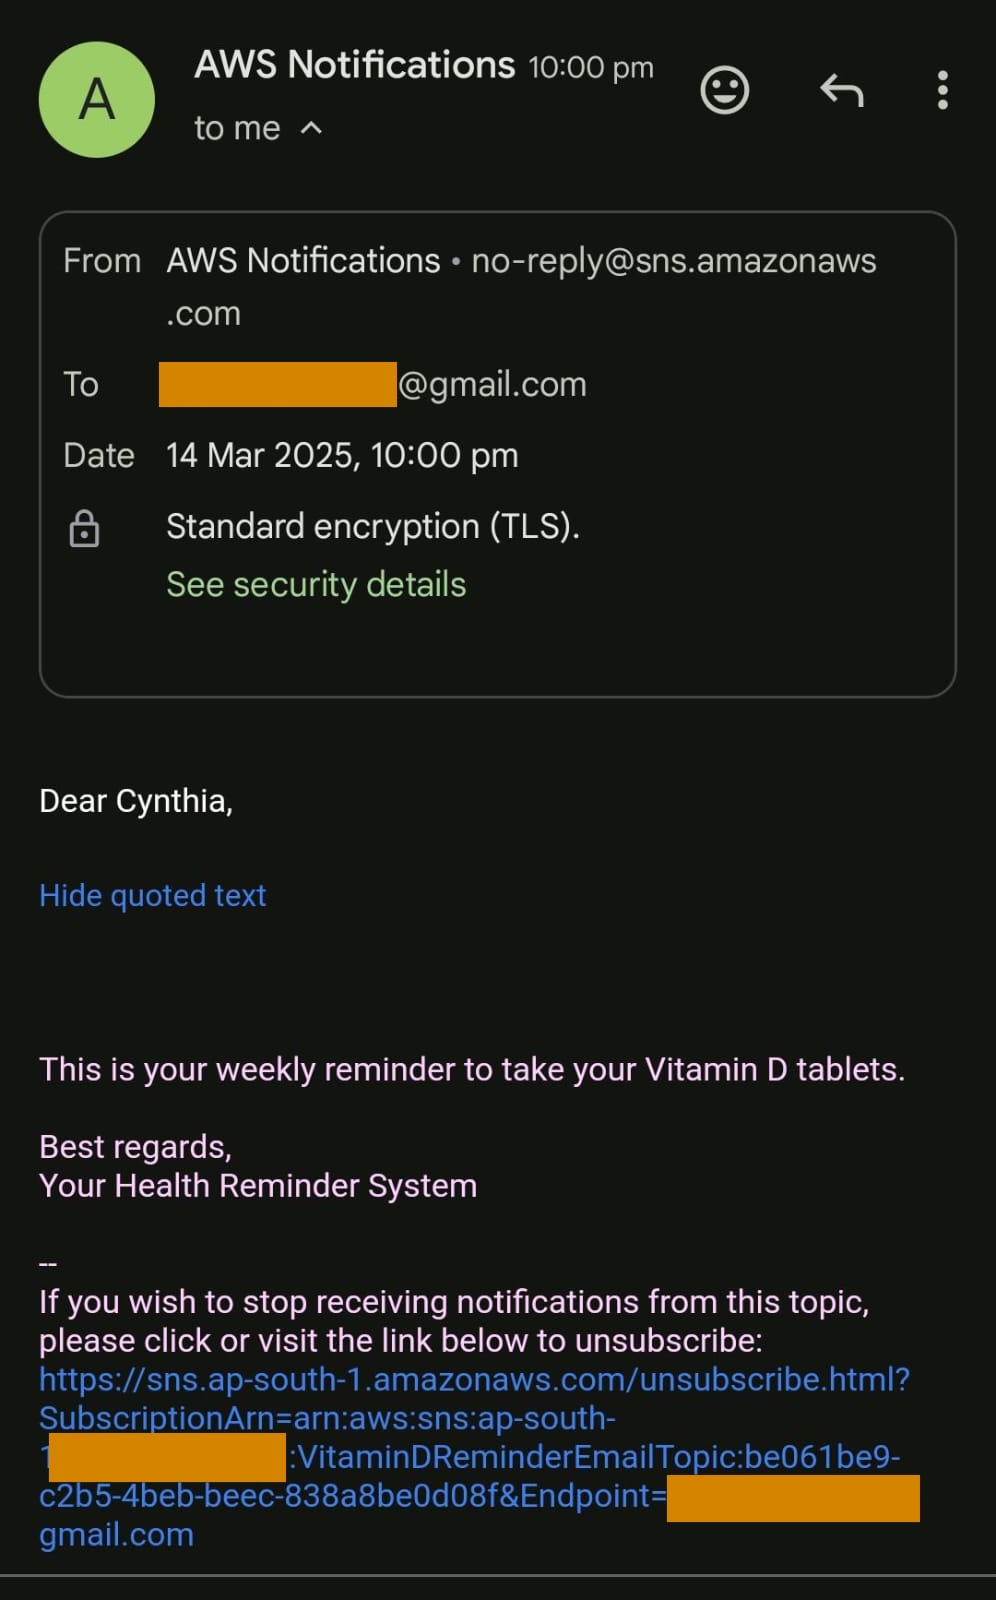 A
AWS Notifications 10:00 pm
to me
From AWS Notifications • no-reply@sns.amazonaws
.com
To @gmail.com
Date 14 Mar 2025, 10:00 pm
Standard encryption (TLS).
See security details
Dear Cynthia,
Hide quoted text
This is your weekly reminder to take your Vitamin D tablets.
Best regards,
Your Health Reminder System
--
If you wish to stop receiving notifications from this topic,
please click or visit the link below to unsubscribe:
https://sns.ap-south-1.amazonaws.com/unsubscribe.html?
SubscriptionArn=arn:aws:sns:ap-south-
1 :VitaminDReminderEmailTopic:be061be9-
c2b5-4beb-beec-838a8be0d08f&Endpoint=
gmail.com